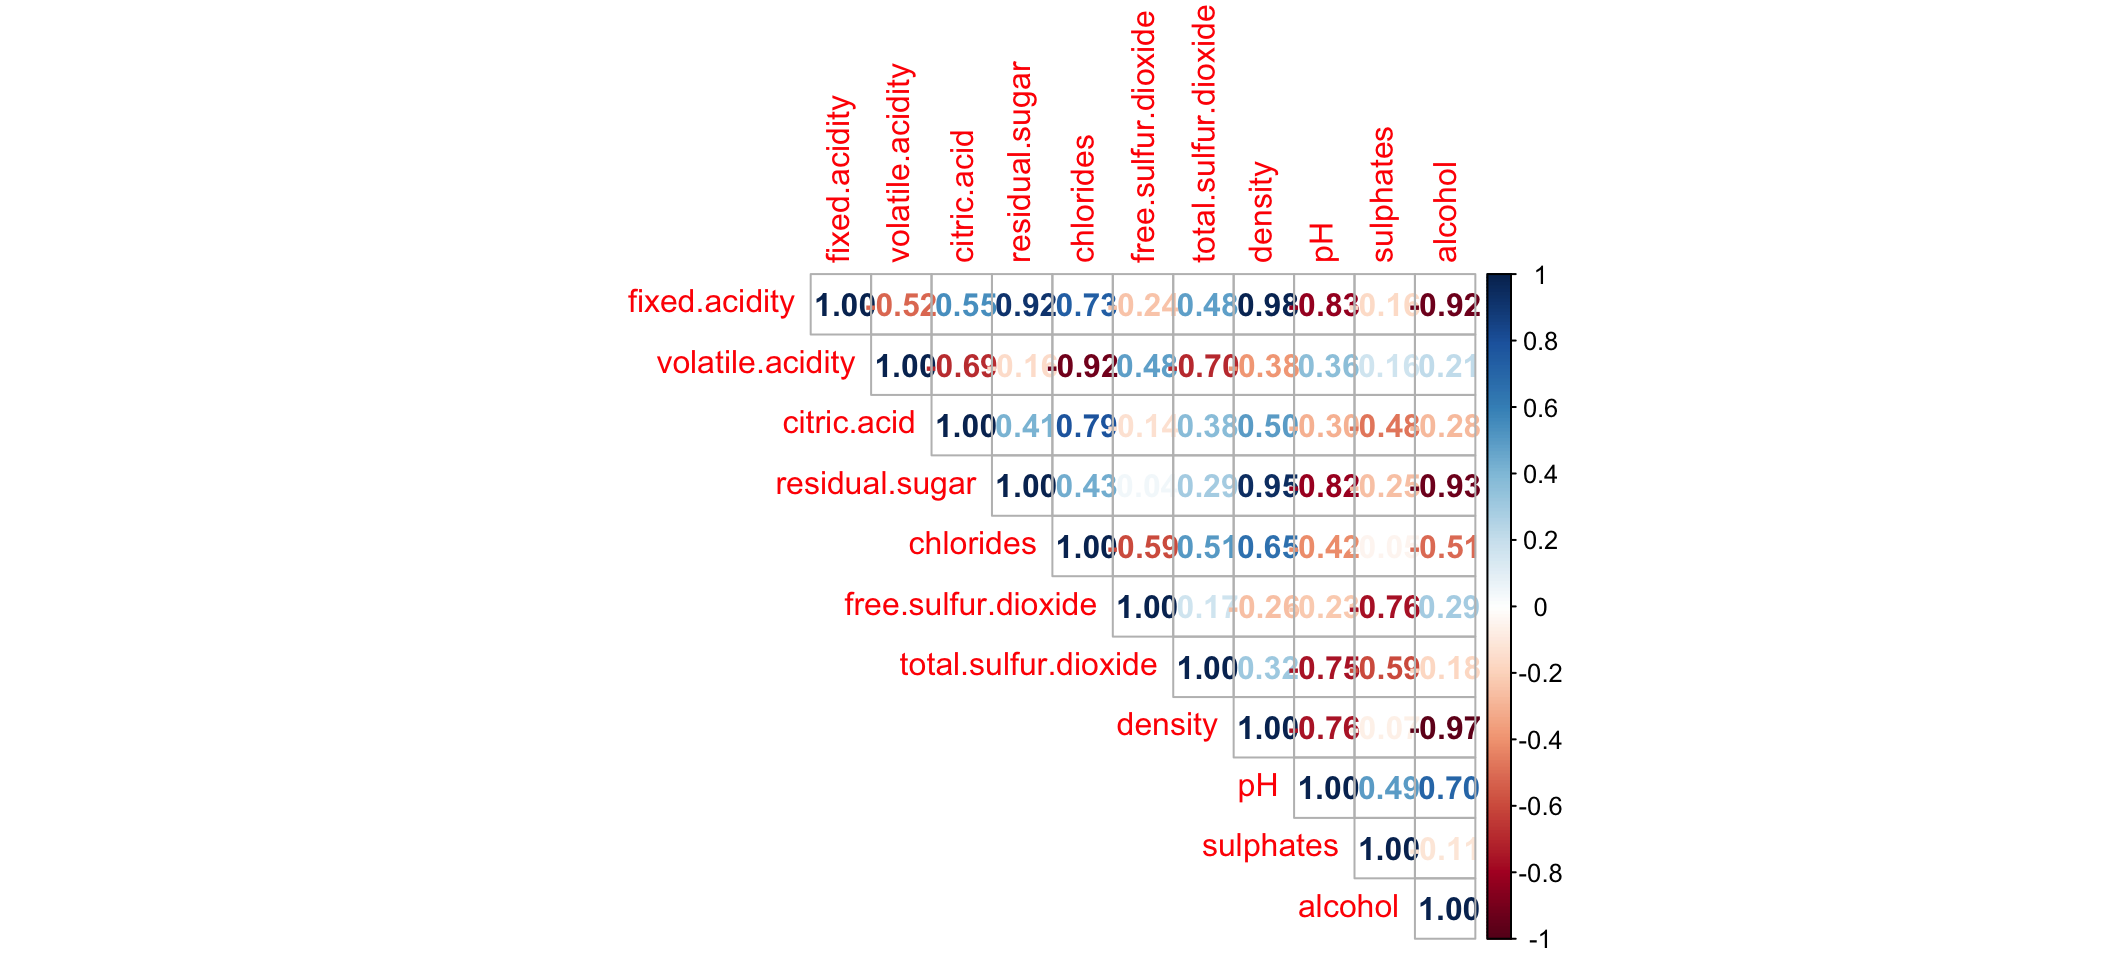 fixed.acidity
volatile.acidity
citric.acid
residual.sugar
chlorides
free.sulfur.dioxide
total.sulfur.dioxide
density
pH
sulphates
alcohol
fixed.acidity 1.00 -0.52 0.55 0.92 0.73 -0.24 0.48 0.98 -0.83 -0.16 -0.92
volatile.acidity 1.00 -0.69 -0.16 -0.92 0.48 -0.70 -0.38 0.36 0.16 0.21
citric.acid 1.00 0.41 0.79 -0.14 0.38 0.50 -0.30 -0.48 -0.28
residual.sugar 1.00 0.43 0.04 0.29 0.95 -0.82 -0.25 -0.93
chlorides 1.00 -0.59 0.51 0.65 -0.42 -0.05 -0.51
free.sulfur.dioxide 1.00 0.17 -0.26 -0.23 -0.76 0.29
total.sulfur.dioxide 1.00 0.32 -0.75 -0.59 -0.18
density 1.00 -0.76 -0.07 -0.97
pH 1.00 0.49 0.70
sulphates 1.00 -0.11
alcohol 1.00
1
0.8
0.6
0.4
0.2
0
-0.2
-0.4
-0.6
-0.8
-1